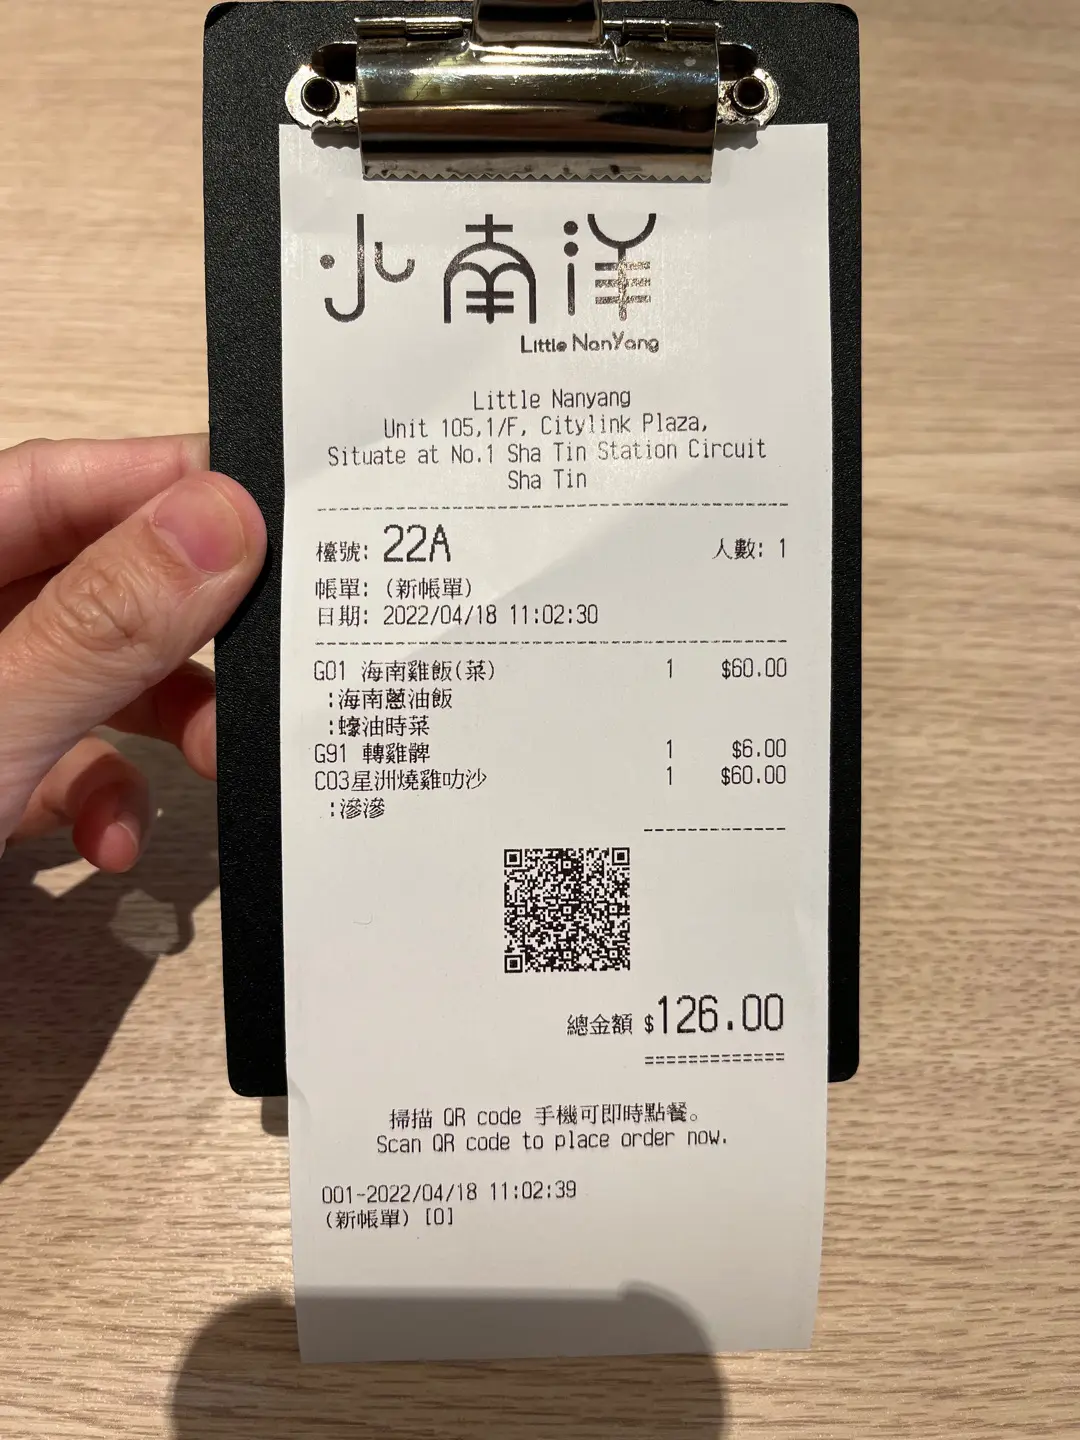 小南洋
Little NanYang
Little Nanyang
Unit 105,1/F, Citylink Plaza,
Situate at No.1 Sha Tin Station Circuit
Sha Tin
檯號: 22A 人數: 1
帳單: (新帳單)
日期: 2022/04/18 11:02:30
G01 海南雞飯(菜) 1 $60.00
:海南蔥油飯
:蠔油時菜
G91 轉雞髀 1 $6.00
C03星洲燒雞叻沙 1 $60.00
:滲滲
總金額 $126.00
掃描 QR code 手機可即時點餐。
Scan QR code to place order now.
001-2022/04/18 11:02:39
(新帳單) [0]